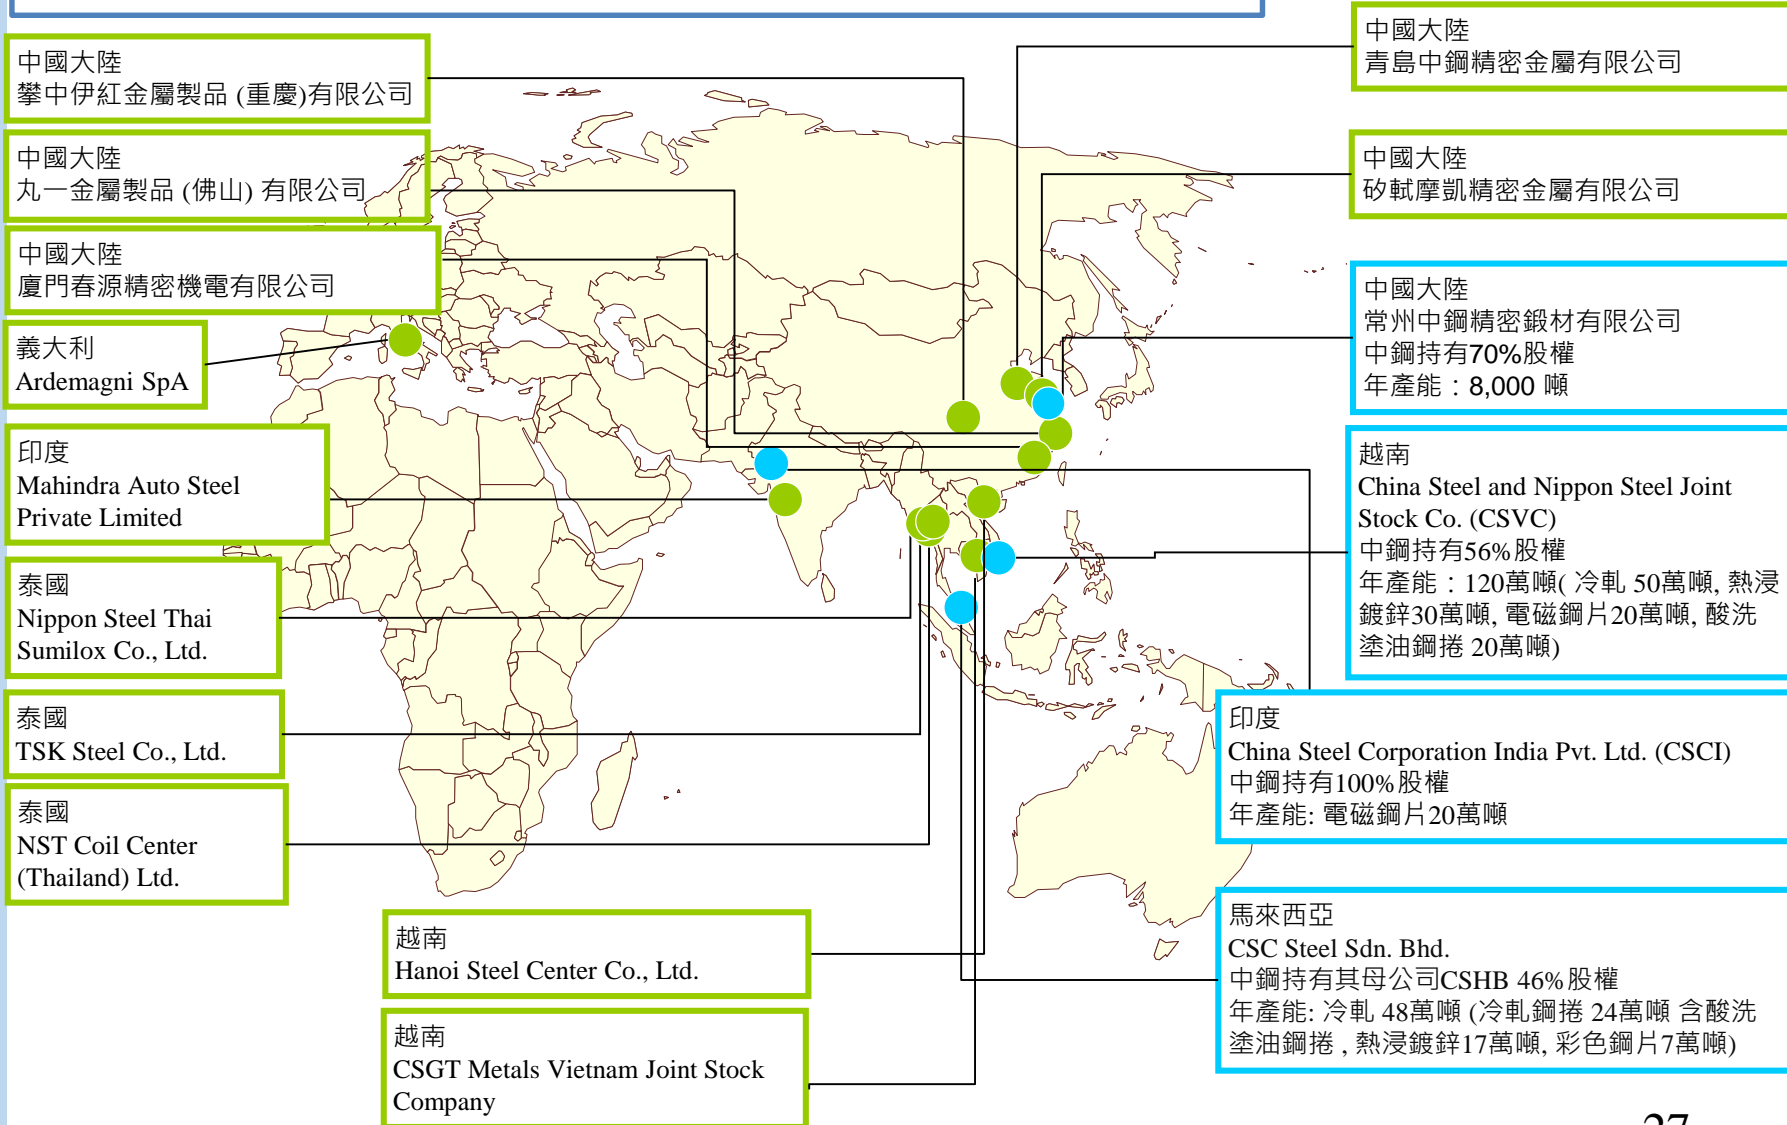 中國大陸
攀中伊紅金屬製品 (重慶)有限公司
中國大陸
丸一金屬製品 (佛山) 有限公司
中國大陸
廈門春源精密機電有限公司
義大利
Ardemagni SpA
印度
Mahindra Auto Steel
Private Limited
泰國
Nippon Steel Thai
Sumilox Co., Ltd.
泰國
TSK Steel Co., Ltd.
泰國
NST Coil Center
(Thailand) Ltd.
越南
Hanoi Steel Center Co., Ltd.
越南
CSGT Metals Vietnam Joint Stock
Company
中國大陸
青島中鋼精密金屬有限公司
中國大陸
矽軾摩凱精密金屬有限公司
中國大陸
常州中鋼精密鍛材有限公司
中鋼持有70%股權
年產能：8,000 噸
越南
China Steel and Nippon Steel Joint
Stock Co. (CSVC)
中鋼持有56%股權
年產能：120萬噸( 冷軋 50萬噸, 熱浸
鍍鋅30萬噸, 電磁鋼片20萬噸, 酸洗
塗油鋼捲 20萬噸)
印度
China Steel Corporation India Pvt. Ltd. (CSCI)
中鋼持有100%股權
年產能: 電磁鋼片20萬噸
馬來西亞
CSC Steel Sdn. Bhd.
中鋼持有其母公司CSHB 46%股權
年產能: 冷軋 48萬噸 (冷軋鋼捲 24萬噸 含酸洗
塗油鋼捲 , 熱浸鍍鋅17萬噸, 彩色鋼片7萬噸)
27